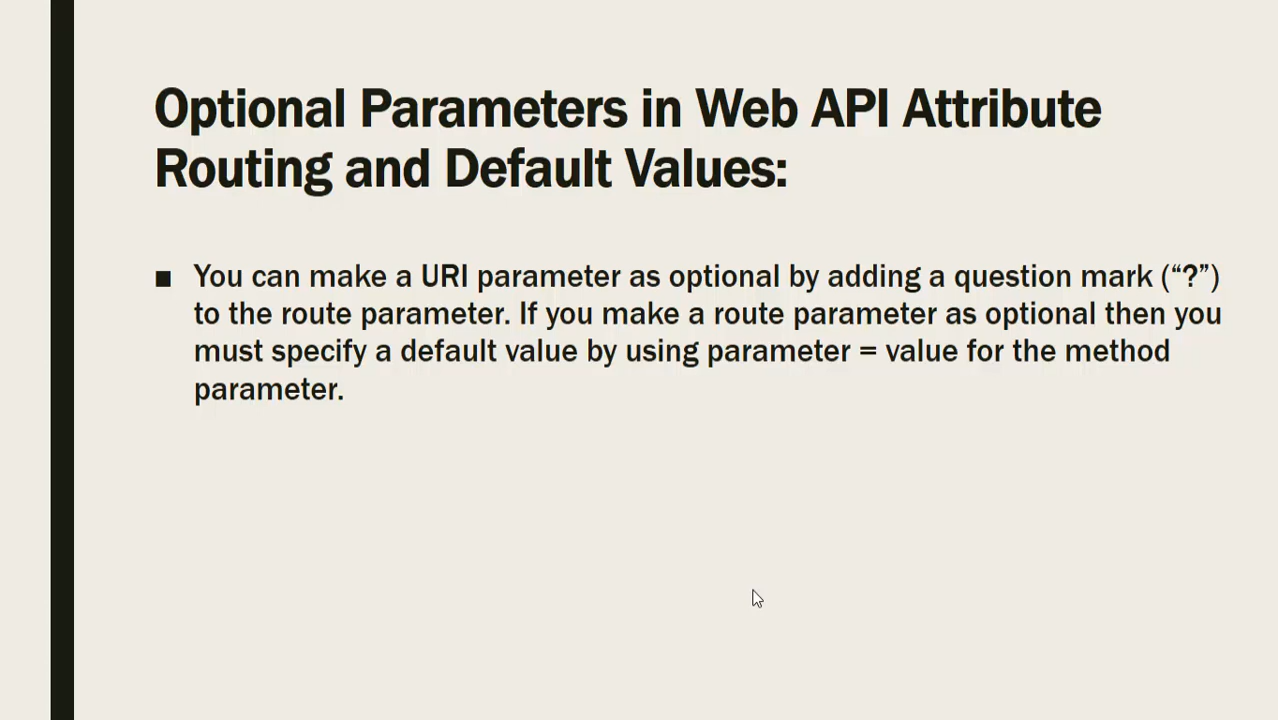 Optional Parameters in Web API Attribute
Routing and Default Values:
■ You can make a URI parameter as optional by adding a question mark (“?”)
to the route parameter. If you make a route parameter as optional then you
must specify a default value by using parameter = value for the method
parameter.